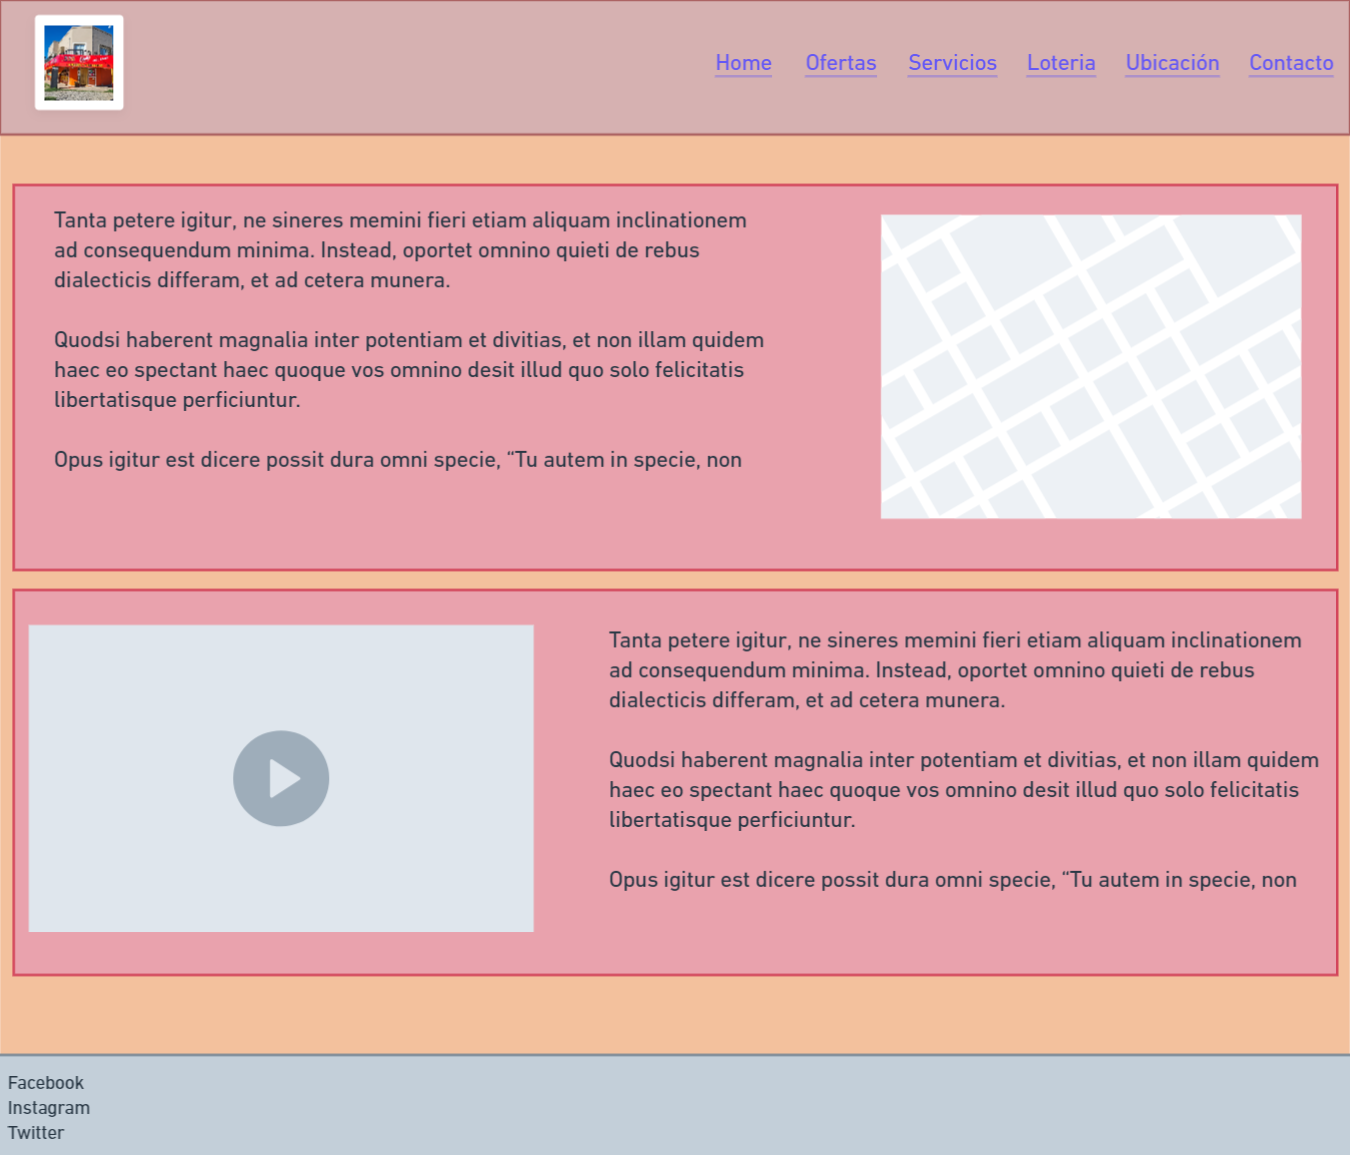 Home Ofertas Servicios Loteria Ubicación Contacto
Tanta petere igitur, ne sineres memini fieri etiam aliquam inclinationem
ad consequendum minima. Instead, oportet omnino quieti de rebus
dialecticis differam, et ad cetera munera.
Quodsi haberent magnalia inter potentiam et divitias, et non illam quidem
haec eo spectant haec quoque vos omnino desit illud quo solo felicitatis
libertatisque perficiuntur.
Opus igitur est dicere possit dura omni specie, “Tu autem in specie, non
Tanta petere igitur, ne sineres memini fieri etiam aliquam inclinationem
ad consequendum minima. Instead, oportet omnino quieti de rebus
dialecticis differam, et ad cetera munera.
Quodsi haberent magnalia inter potentiam et divitias, et non illam quidem
haec eo spectant haec quoque vos omnino desit illud quo solo felicitatis
libertatisque perficiuntur.
Opus igitur est dicere possit dura omni specie, “Tu autem in specie, non
Facebook
Instagram
Twitter